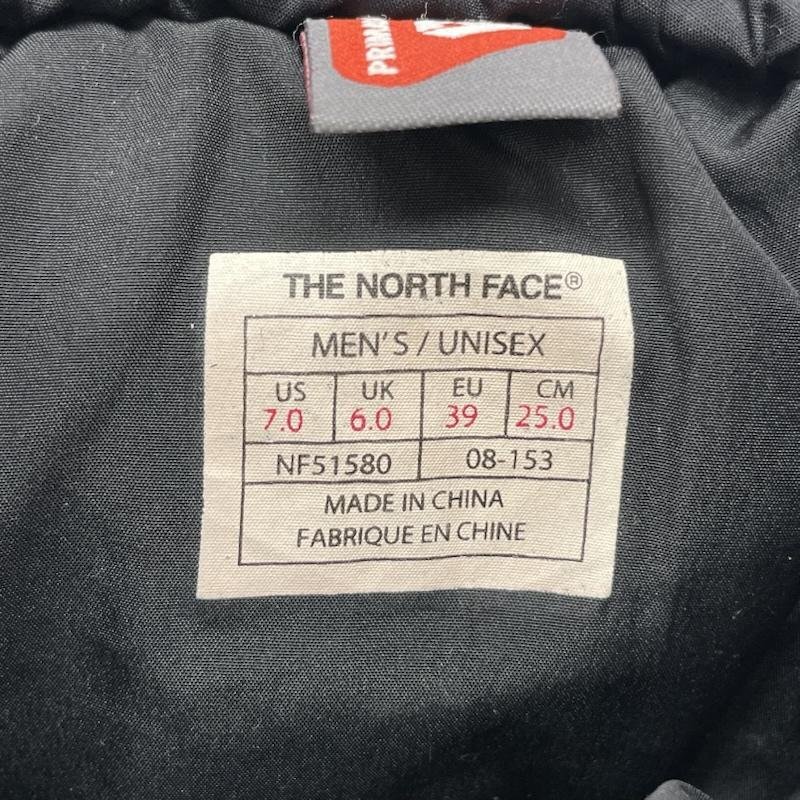 THE NORTH FACE®
MEN'S / UNISEX
US UK EU CM
7.0 6.0 39 25.0
NF51580 08-153
MADE IN CHINA
FABRIQUE EN CHINE